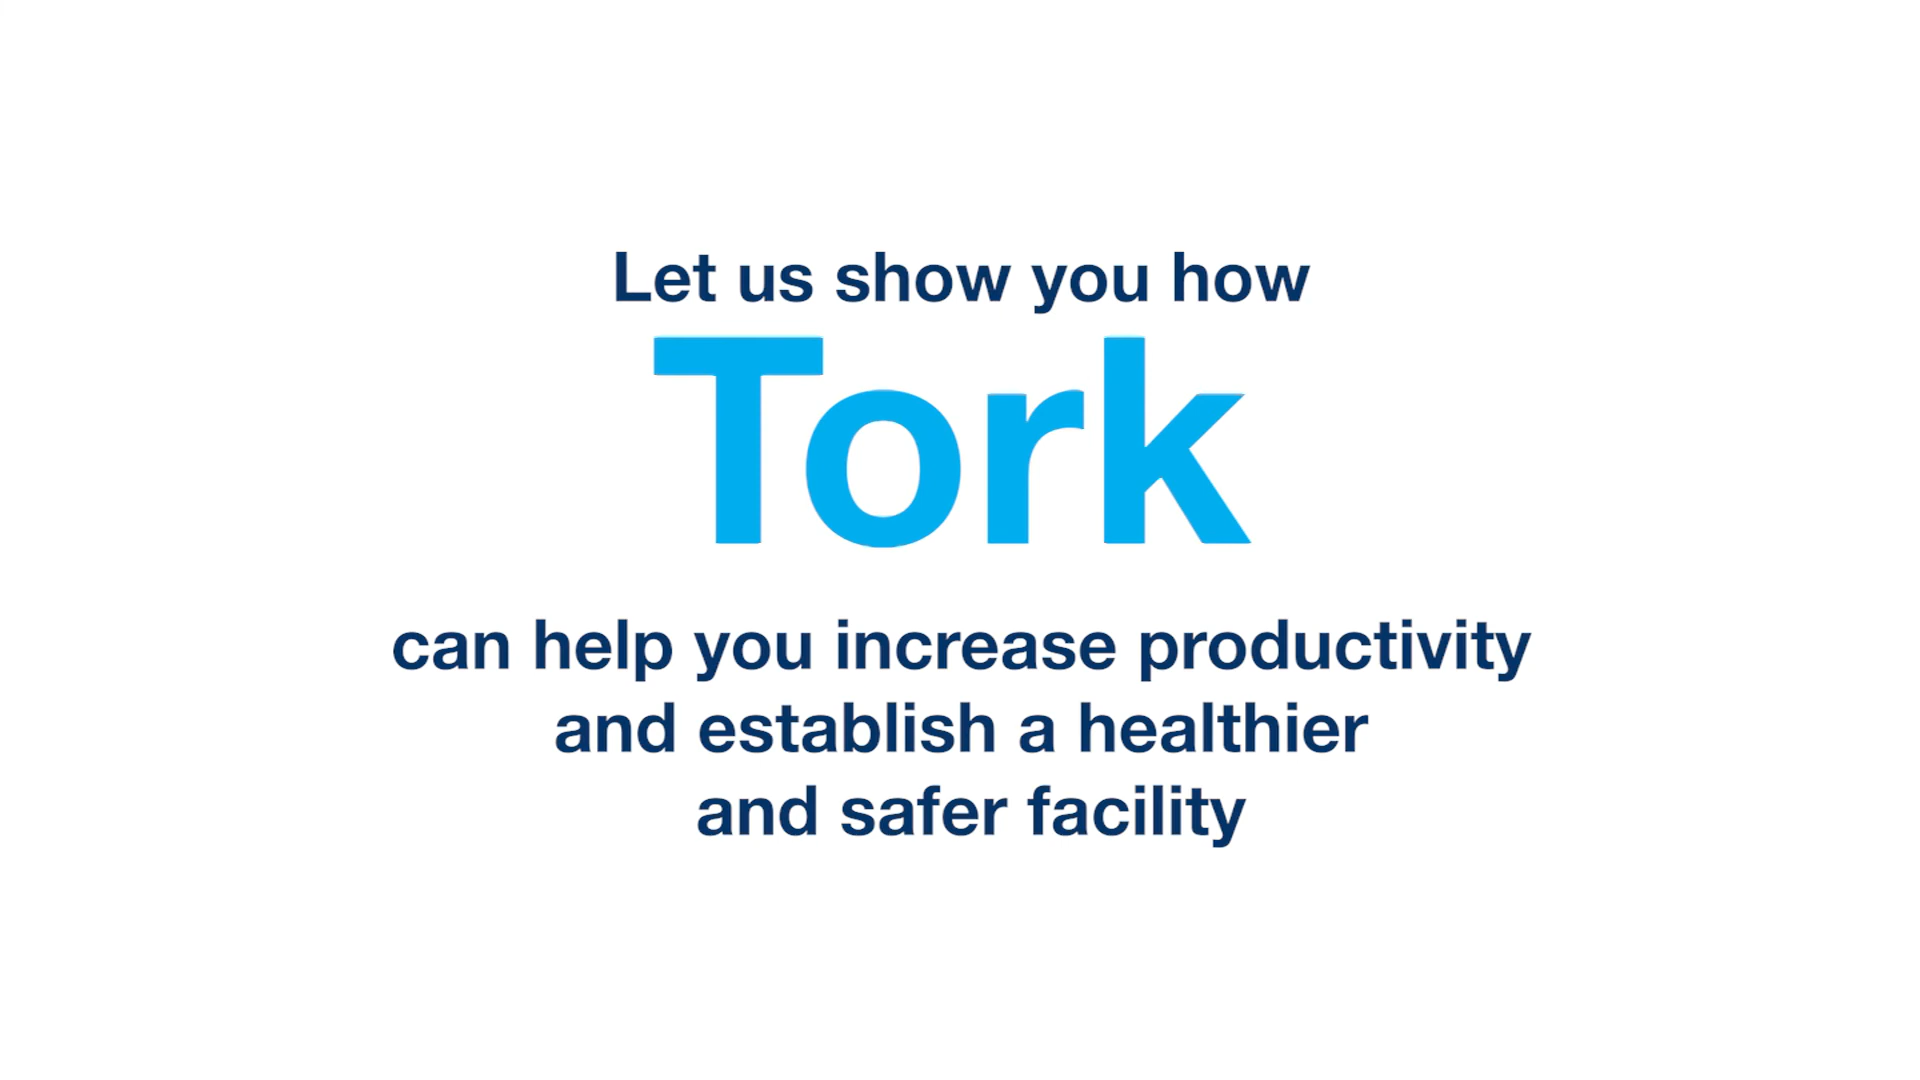 Let us show you how
Tork
can help you increase productivity
and establish a healthier
and safer facility